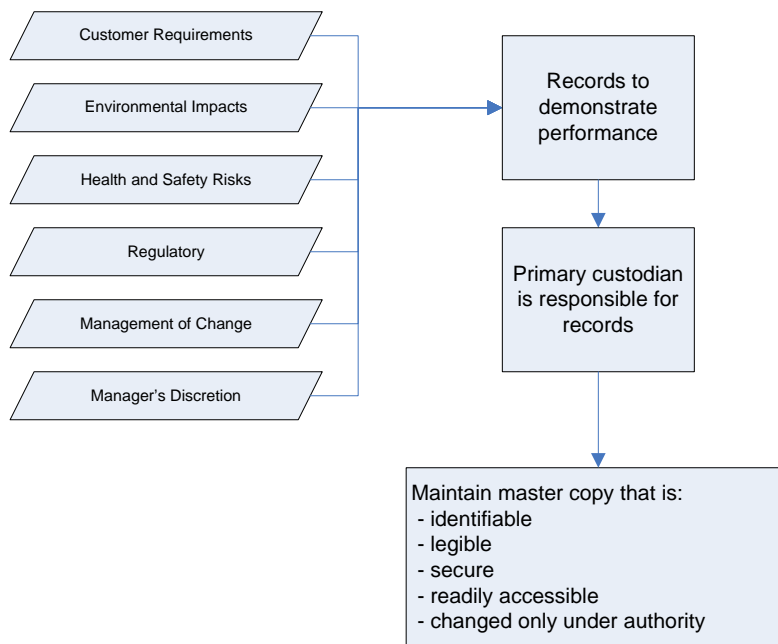 Customer Requirements
Environmental Impacts
Health and Safety Risks
Regulatory
Management of Change
Manager’s Discretion
Records to
demonstrate
performance
Primary custodian
is responsible for
records
Maintain master copy that is:
- identifiable
- legible
- secure
- readily accessible
- changed only under authority